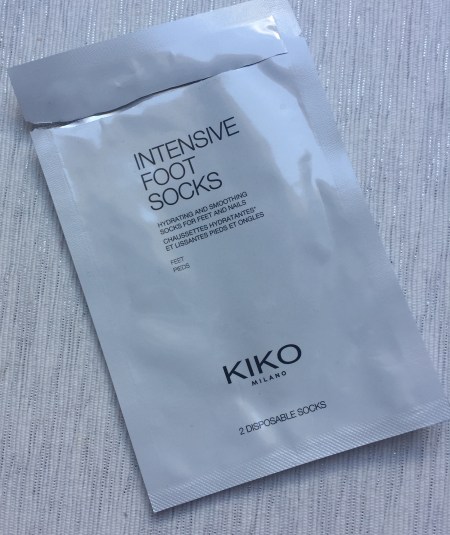 INTENSIVE
FOOT
SOCKS
HYDRATING AND SMOOTHING
SOCKS FOR FEET AND NAILS
CHAUSSETTES HYDRATANTES*
ET LISSANTES PIEDS ET ONGLES
FEET
PIEDS
KIKO
MILANO
2 DISPOSABLE SOCKS